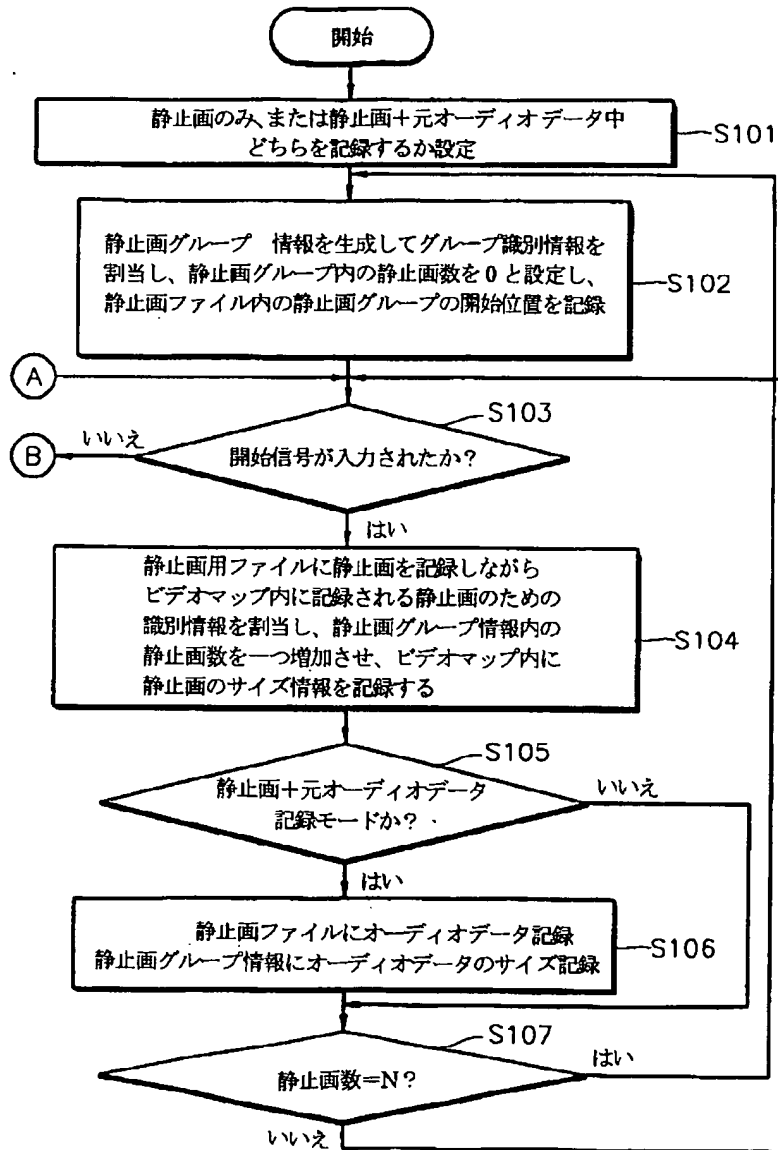 開始
静止画のみ、または静止画+元オーディオデータ中
どちらを記録するか設定
S101
静止画グループ 情報を生成してグループ識別情報を
割当し、静止画グループ内の静止画数を0と設定し、
静止画ファイル内の静止画グループの開始位置を記録
S102
A
S103
いいえ
B
開始信号が入力されたか?
はい
静止画用ファイルに静止画を記録しながら
ビデオマップ内に記録される静止画のための
識別情報を割当し、静止画グループ情報内の
静止画数を一つ増加させ、ビデオマップ内に
静止画のサイズ情報を記録する
S104
S105
静止画+元オーディオデータ
記録モードか?
いいえ
はい
静止画ファイルにオーディオデータ記録
静止画グループ情報にオーディオデータのサイズ記録
S106
S107
はい
静止画数=N?
いいえ